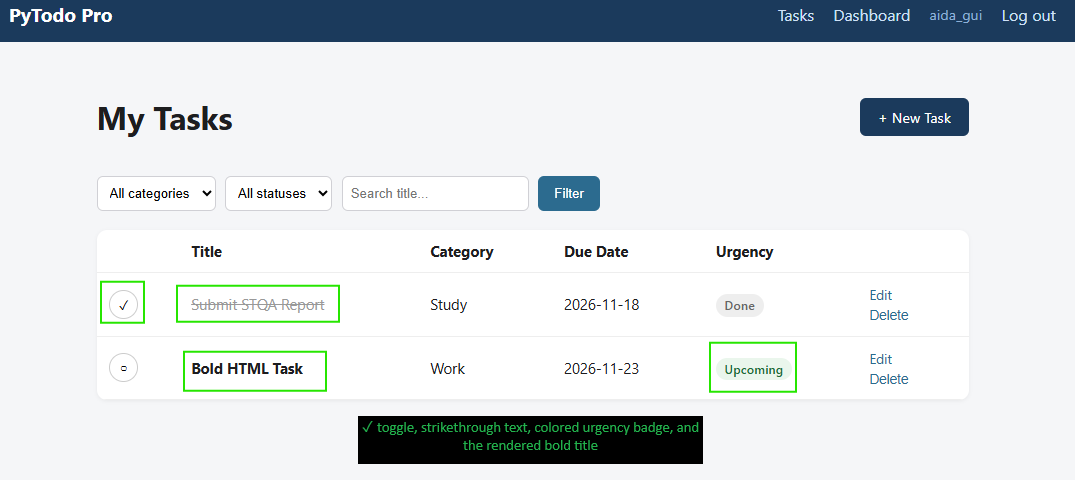 PyTodo Pro Tasks Dashboard aida_gui Log out
My Tasks + New Task
All categories All statuses Search title... Filter
Title Category Due Date Urgency
✓ Submit STQA Report Study 2026-11-18 Done Edit
Delete
○ Bold HTML Task Work 2026-11-23 Upcoming Edit
Delete
✓ toggle, strikethrough text, colored urgency badge, and
the rendered bold title